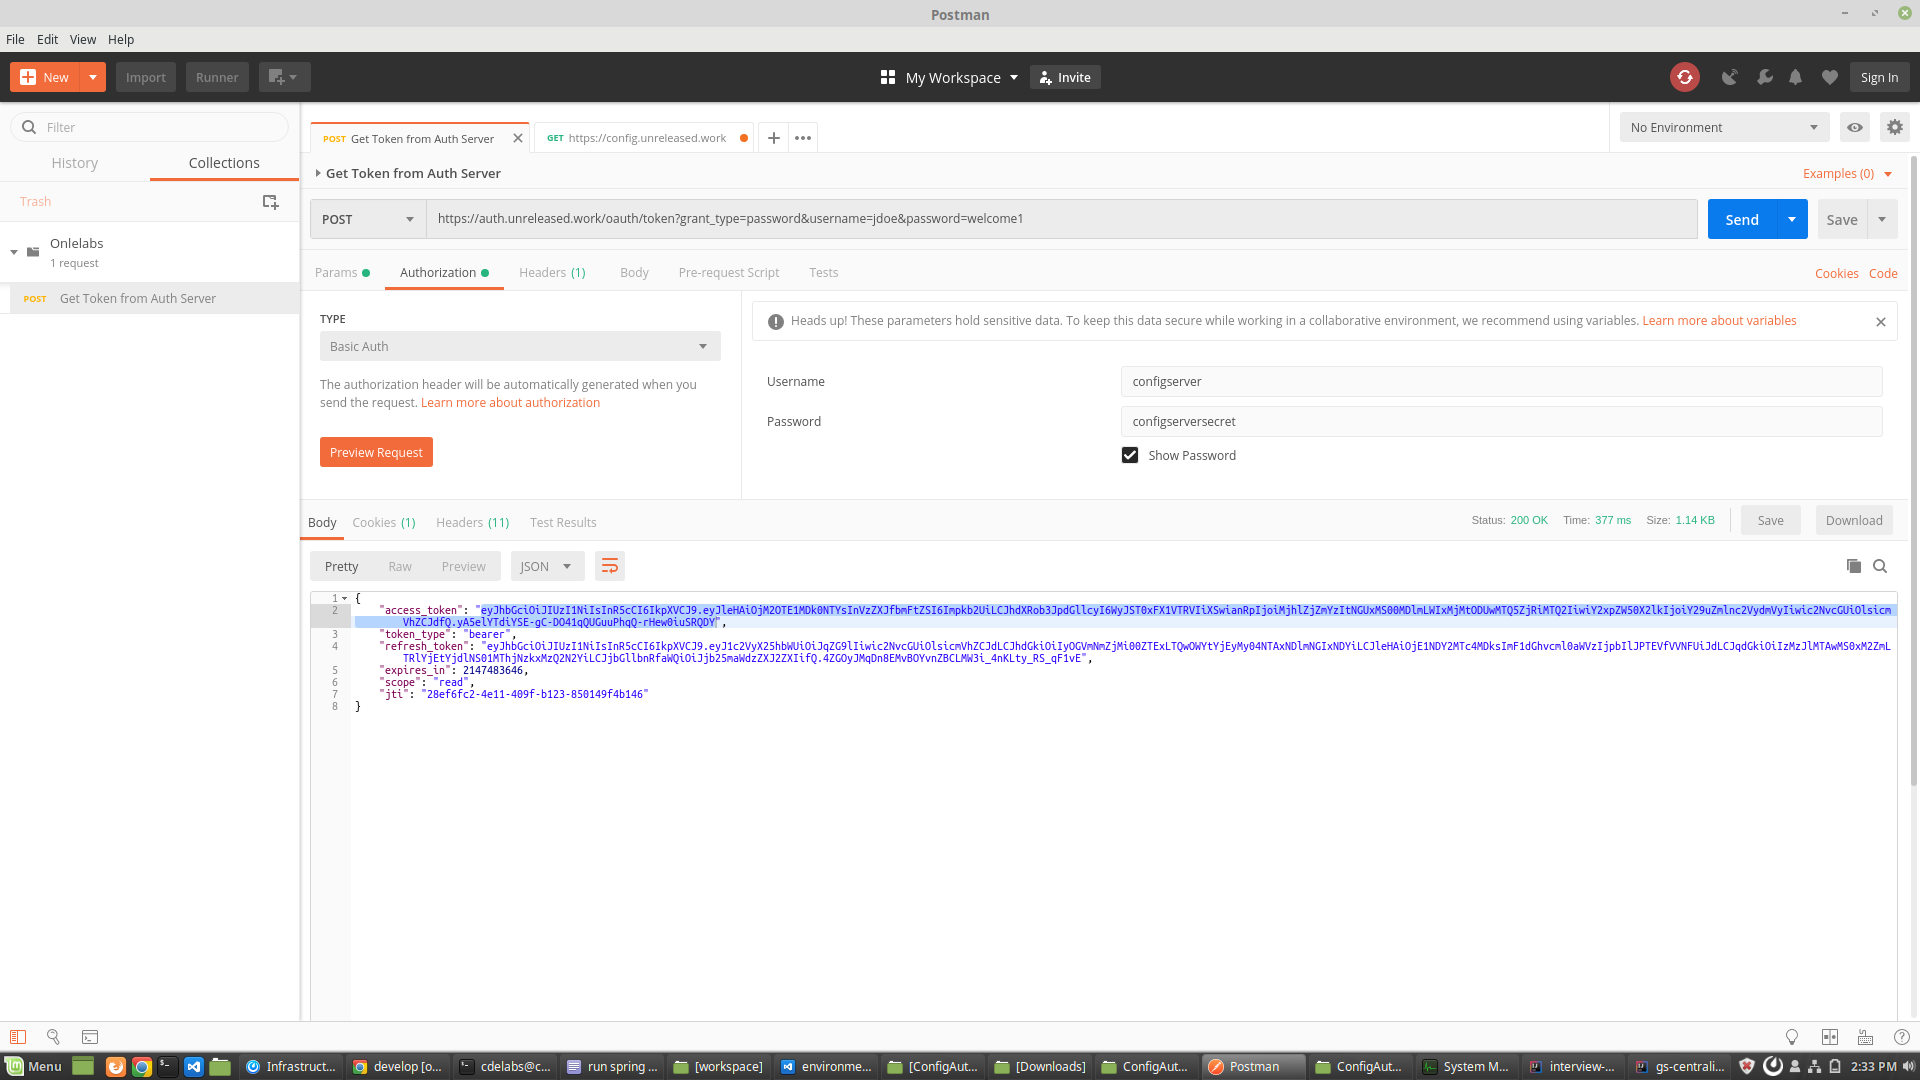 Postman
File Edit View Help
New Import Runner My Workspace Invite Sign In
Filter
History Collections
Trash
Onlelabs
1 request
POST Get Token from Auth Server
POST Get Token from Auth Server GET https://config.unreleased.work No Environment
Get Token from Auth Server Examples (0)
POST https://auth.unreleased.work/oauth/token?grant_type=password&username=jdoe&password=welcome1 Send Save
Params Authorization Headers (1) Body Pre-request Script Tests Cookies Code
TYPE
Basic Auth
The authorization header will be automatically generated when you
send the request. Learn more about authorization
Preview Request
Heads up! These parameters hold sensitive data. To keep this data secure while working in a collaborative environment, we recommend using variables. Learn more about variables
Username configserver
Password configserversecret
Show Password
Body Cookies (1) Headers (11) Test Results Status: 200 OK Time: 377 ms Size: 1.14 KB Save Download
Pretty Raw Preview JSON
1 {
2 "access_token":
3 "token_type": "bearer",
4 "refresh_token":
5 "expires_in": 2147483646,
6 "scope": "read",
7 "jti": "28ef6fc2-4e11-409f-b123-850149f4b146"
8 }
Menu Infrastruct... develop [o... cdelabs@c... run spring ... [workspace] environme... [ConfigAut... [Downloads] ConfigAut... Postman ConfigAut... System M... interview-... gs-centrali... 2:33 PM